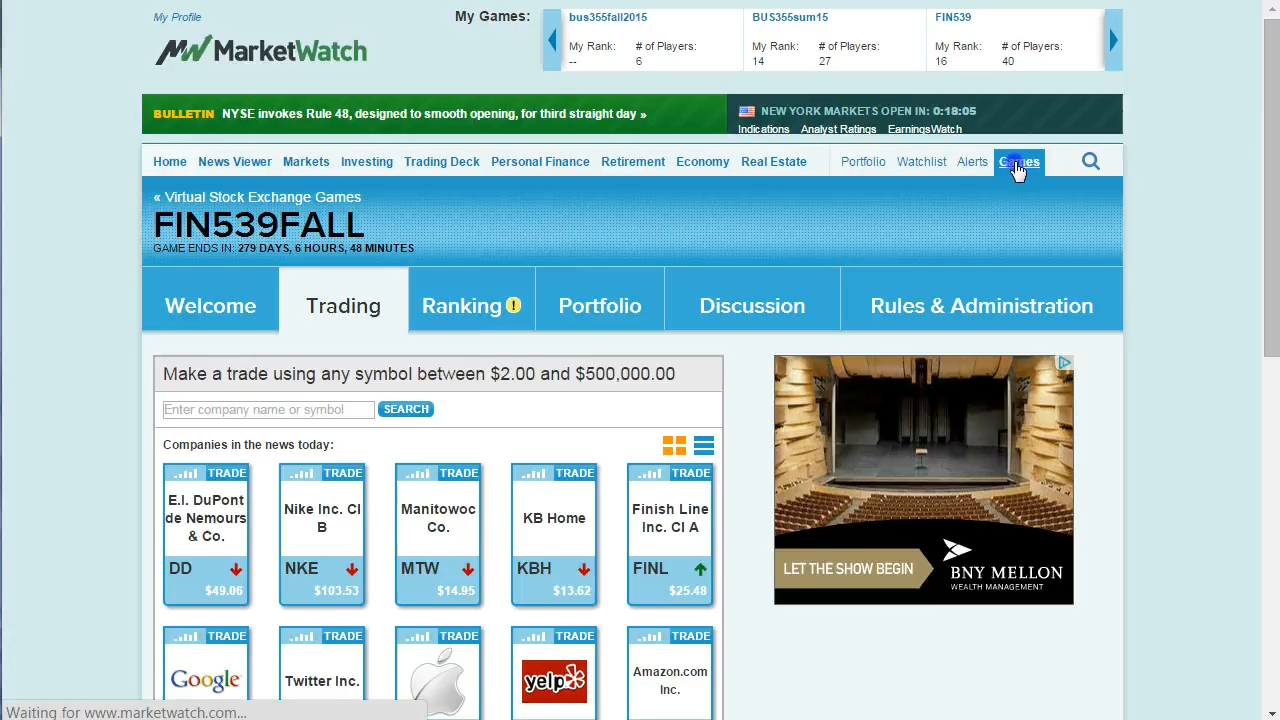 My Profile
MarketWatch
My Games:
bus355fall2015
My Rank: # of Players:
-- 6
BUS355sum15
My Rank: # of Players:
14 27
FIN539
My Rank: # of Players:
16 40
BULLETIN NYSE invokes Rule 48, designed to smooth opening, for third straight day »
NEW YORK MARKETS OPEN IN: 0:18:05
Indications Analyst Ratings EarningsWatch
Home News Viewer Markets Investing Trading Deck Personal Finance Retirement Economy Real Estate Portfolio Watchlist Alerts Games
« Virtual Stock Exchange Games
FIN539FALL
GAME ENDS IN: 279 DAYS, 6 HOURS, 48 MINUTES
Welcome Trading Ranking ! Portfolio Discussion Rules & Administration
Make a trade using any symbol between $2.00 and $500,000.00
Enter company name or symbol SEARCH
Companies in the news today:
TRADE TRADE TRADE TRADE TRADE
E.I. DuPont
de Nemours
& Co.
DD
$49.06
Nike Inc. Cl
B
NKE
$103.53
Manitowoc
Co.
MTW
$14.95
KB Home
KBH
$13.62
Finish Line
Inc. Cl A
FINL
$25.48
TRADE TRADE TRADE TRADE TRADE
Google
Twitter Inc.
yelp
Amazon.com
Inc.
LET THE SHOW BEGIN
BNY MELLON
WEALTH MANAGEMENT
Waiting for www.marketwatch.com...